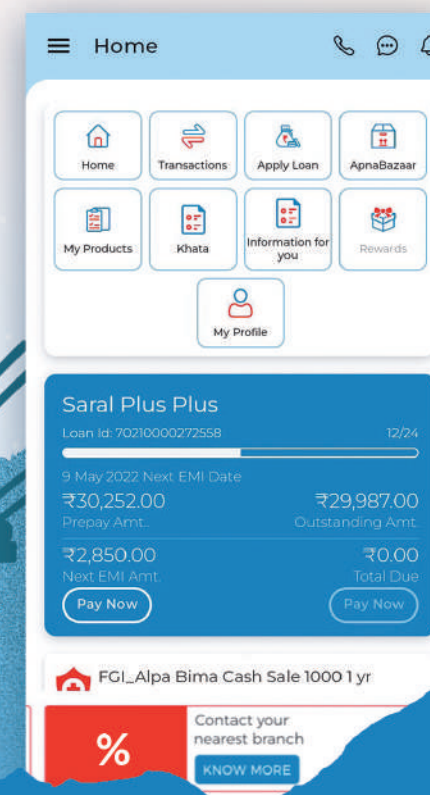 Home
Home
Transactions
Apply Loan
ApnaBazaar
My Products
Khata
Information for
you
Rewards
My Profile
Saral Plus Plus
Loan Id: 70210000272558
12/24
9 May 2022 Next EMI Date
₹30,252.00
₹29,987.00
Prepay Amt.
Outstanding Amt.
₹2,850.00
₹0.00
Next EMI Amt.
Total Due
Pay Now
Pay Now
FGI_Alpa Bima Cash Sale 1000 1 yr
%
Contact your
nearest branch
KNOW MORE